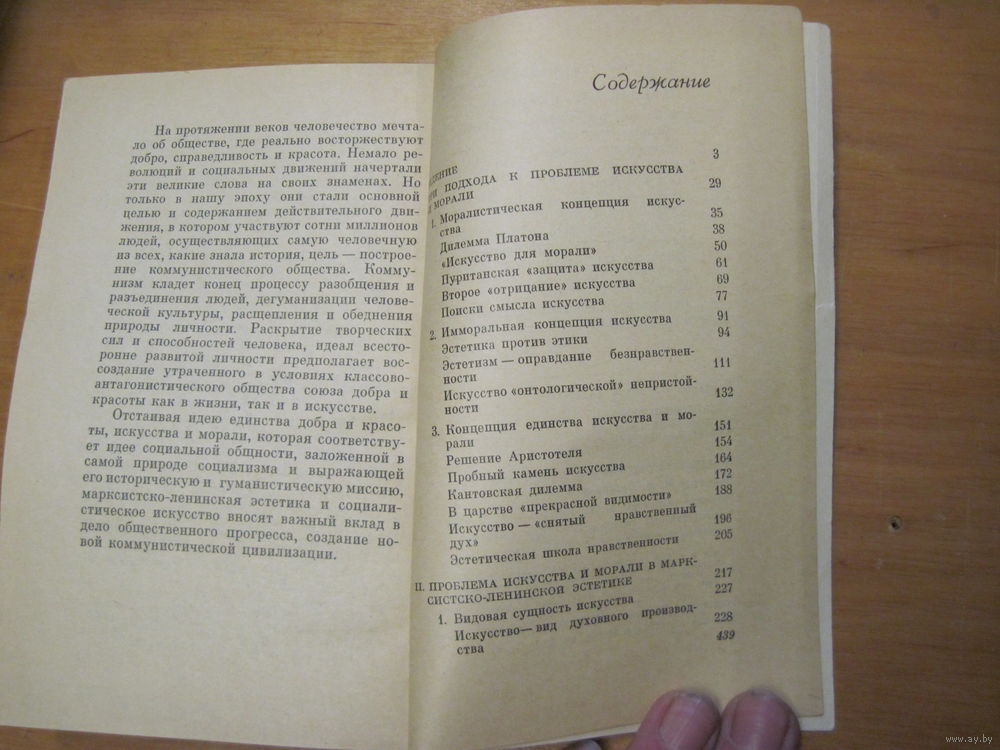 На протяжении веков человечество мечта-
ло об обществе, где реально восторжествуют
добро, справедливость и красота. Немало ре-
волюций и социальных движений начертали
эти великие слова на своих знаменах. Но
только в нашу эпоху они стали основной
целью и содержанием действительного дви-
жения, в котором участвуют сотни миллионов
людей, осуществляющих самую человечную
из всех, какие знала история, цель — построе-
ние коммунистического общества. Комму-
низм кладет конец процессу разобщения и
разъединения людей, дегуманизации челове-
ческой культуры, расщепления и обеднения
природы личности. Раскрытие творческих
сил и способностей человека, идеал всесто-
ронне развитой личности предполагает вос-
создание утраченного в условиях классово-
антагонистического общества союза добра и
красоты как в жизни, так и в искусстве.
Отстаивая идею единства добра и красо-
ты, искусства и морали, которая соответству-
ет идее социальной общности, заложенной в
самой природе социализма и выражающей
его историческую и гуманистическую миссию,
марксистско-ленинская эстетика и социали-
стическое искусство вносят важный вклад в
дело общественного прогресса, создание но-
вой коммунистической цивилизации.
Содержание
ДЕНИЕ 3
РИ ПОДХОДА К ПРОБЛЕМЕ ИСКУССТВА
И МОРАЛИ 29
1. Моралистическая концепция искус-
ства 35
Дилемма Платона 38
«Искусство для морали» 50
Пуританская «защита» искусства 61
Второе «отрицание» искусства 69
Поиски смысла искусства 77
2. Имморальная концепция искусства 91
Эстетика против этики 94
Эстетизм — оправдание безнравствен-
ности 111
Искусство «онтологической» непристой-
ности 132
3. Концепция единства искусства и мо-
рали 151
Решение Аристотеля 154
Пробный камень искусства 164
Кантовская дилемма 172
В царстве «прекрасной видимости» 188
Искусство — «снятый нравственный
дух» 196
Эстетическая школа нравственности 205
II. ПРОБЛЕМА ИСКУССТВА И МОРАЛИ В МАРК-
СИСТСКО-ЛЕНИНСКОЙ ЭСТЕТИКЕ 217
1. Видовая сущность искусства 227
Искусство — вид духовного производ-
ства 228
439
www.ay.by